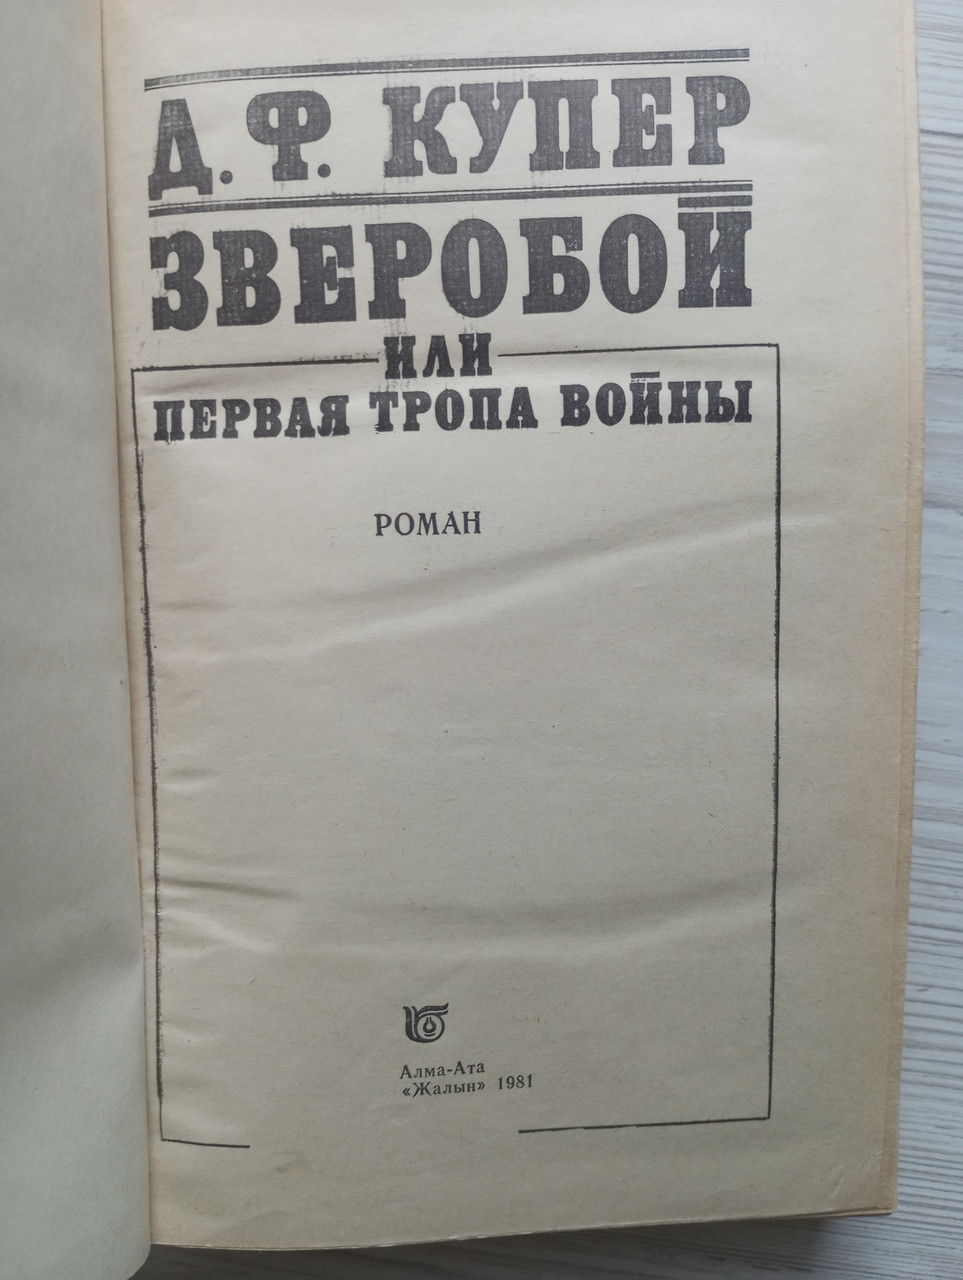 Д. Ф. КУПЕР
ЗВЕРОБОЙ
ИЛИ
ПЕРВАЯ ТРОПА ВОЙНЫ
РОМАН
Алма-Ата
«Жалын» 1981